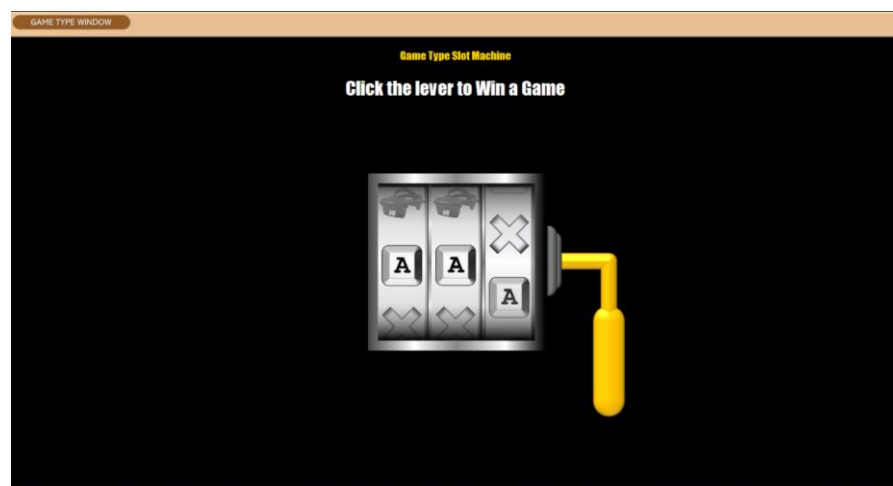 GAME TYPE WINDOW
Game Type Slot Machine
Click the lever to Win a Game
A A
A